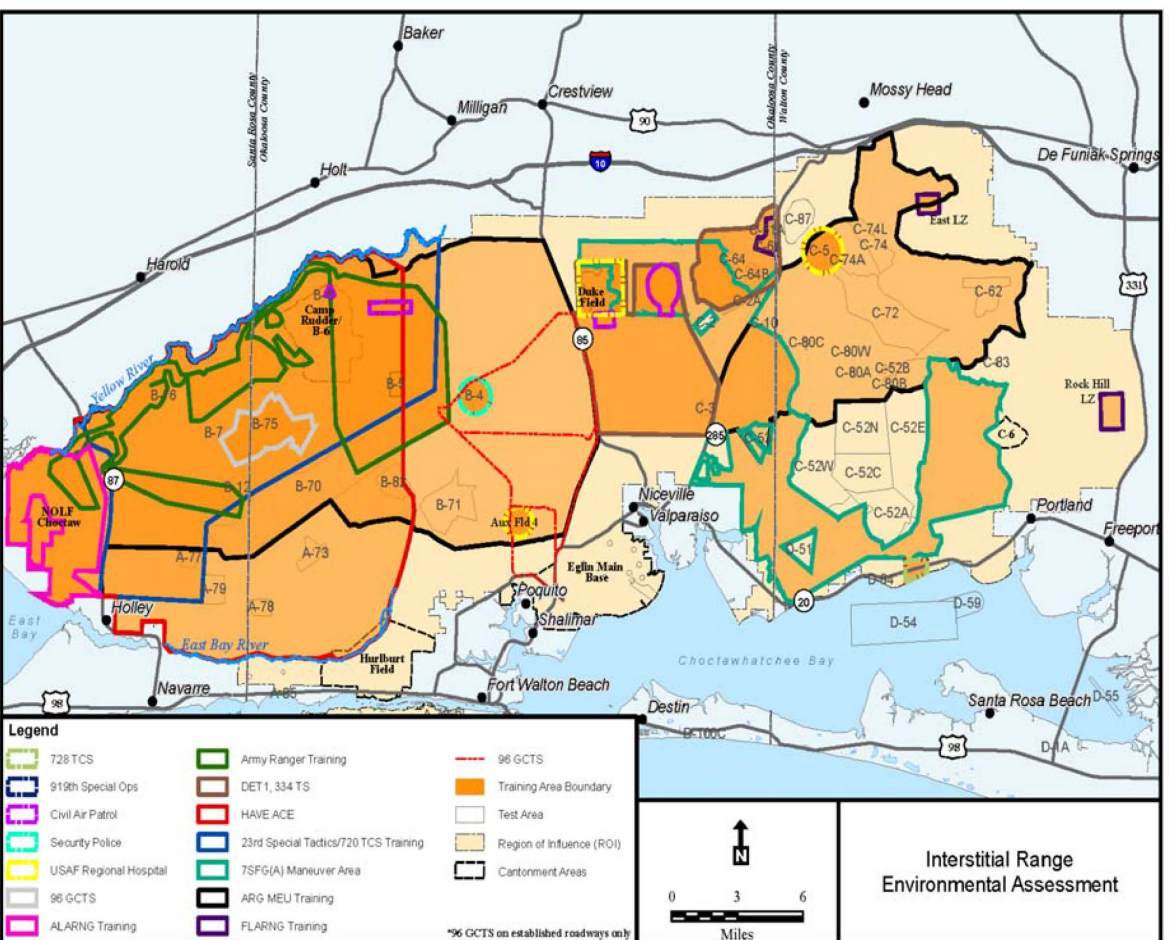 Baker
Crestview
Mossy Head
Milligan
Santa Rosa County
Okaloosa County
Okaloosa County
Walton County
90
Holt
10
De Funiak Springs
East LZ
C-87
C-74L
C-74
C-5
C-74A
Harold
C-64
C-64B
331
Duke
Field
C-2A
C-62
Camp
Rudder/
B-6
C-72
10
85
C-80C
C-80W
C-52B
C-83
C-80A
C-80B
Yellow River
B-5
B-4
Rock Hill
LZ
B-75
B-7
C-3
285
C-52N
C-52E
C-6
C-52W
C-52C
87
B-12
B-70
B-82
B-71
Niceville
Valparaiso
NOLF
Choctaw
Aux Fld 4
C-52A
Portland
Freeport
A-77
A-73
Eglin Main
Base
A-79
A-78
Poquito
20
D-59
Holley
East
Bay
Shalimar
D-54
East Bay River
Hurlburt
Field
Choctawhatchee Bay
98
Navarre
Fort Walton Beach
Santa Rosa Beach
D-55
Destin
D-100C
98
D-1A
Legend
728 TCS
919th Special Ops
Civil Air Patrol
Security Police
USAF Regional Hospital
96 GCTS
ALARNG Training
Army Ranger Training
DET1, 334 TS
HAVE ACE
23rd Special Tactics/720 TCS Training
7SFG(A) Maneuver Area
ARG MEU Training
FLARNG Training
96 GCTS
Training Area Boundary
Test Area
Region of Influence (ROI)
Cantonment Areas
*96 GCTS on established roadways only
N
0 3 6
Miles
Interstitial Range
Environmental Assessment